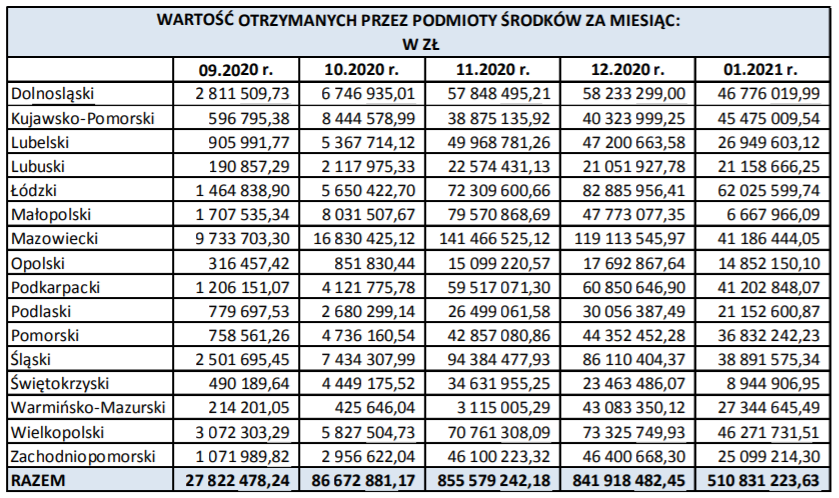 WARTOŚĆ OTRZYMANYCH PRZEZ PODMIOTY ŚRODKÓW ZA MIESIĄC:
W ZŁ
09.2020 r. 10.2020 r. 11.2020 r. 12.2020 r. 01.2021 r.
Dolnosląski 2 811 509,73 6 746 935,01 57 848 495,21 58 233 299,00 46 776 019,99
Kujawsko-Pomorski 596 795,38 8 444 578,99 38 875 135,92 40 323 999,25 45 475 009,54
Lubelski 905 991,77 5 367 714,12 49 968 781,26 47 200 663,58 26 949 603,12
Lubuski 190 857,29 2 117 975,33 22 574 431,13 21 051 927,78 21 158 666,25
Łódzki 1 464 838,90 5 650 422,70 72 309 600,66 82 885 956,41 62 025 599,74
Małopolski 1 707 535,34 8 031 507,67 79 570 868,69 47 773 077,35 6 667 966,09
Mazowiecki 9 733 703,30 16 830 425,12 141 466 525,12 119 113 545,97 41 186 444,05
Opolski 316 457,42 851 830,44 15 099 220,57 17 692 867,64 14 852 150,10
Podkarpacki 1 206 151,07 4 121 775,78 59 517 071,30 60 850 646,90 41 202 848,07
Podlaski 779 697,53 2 680 299,14 26 499 061,58 30 056 387,49 21 152 600,87
Pomorski 758 561,26 4 736 160,54 42 857 080,86 44 352 452,28 36 832 242,23
Śląski 2 501 695,45 7 434 307,99 94 384 477,93 86 110 404,37 38 891 575,34
Świętokrzyski 490 189,64 4 449 175,52 34 631 955,25 23 463 486,07 8 944 906,95
Warmińsko-Mazurski 214 201,05 425 646,04 3 115 005,29 43 083 350,12 27 344 645,49
Wielkopolski 3 072 303,29 5 827 504,73 70 761 308,09 73 325 749,93 46 271 731,51
Zachodniopomorski 1 071 989,82 2 956 622,04 46 100 223,32 46 400 668,30 25 099 214,30
RAZEM 27 822 478,24 86 672 881,17 855 579 242,18 841 918 482,45 510 831 223,63